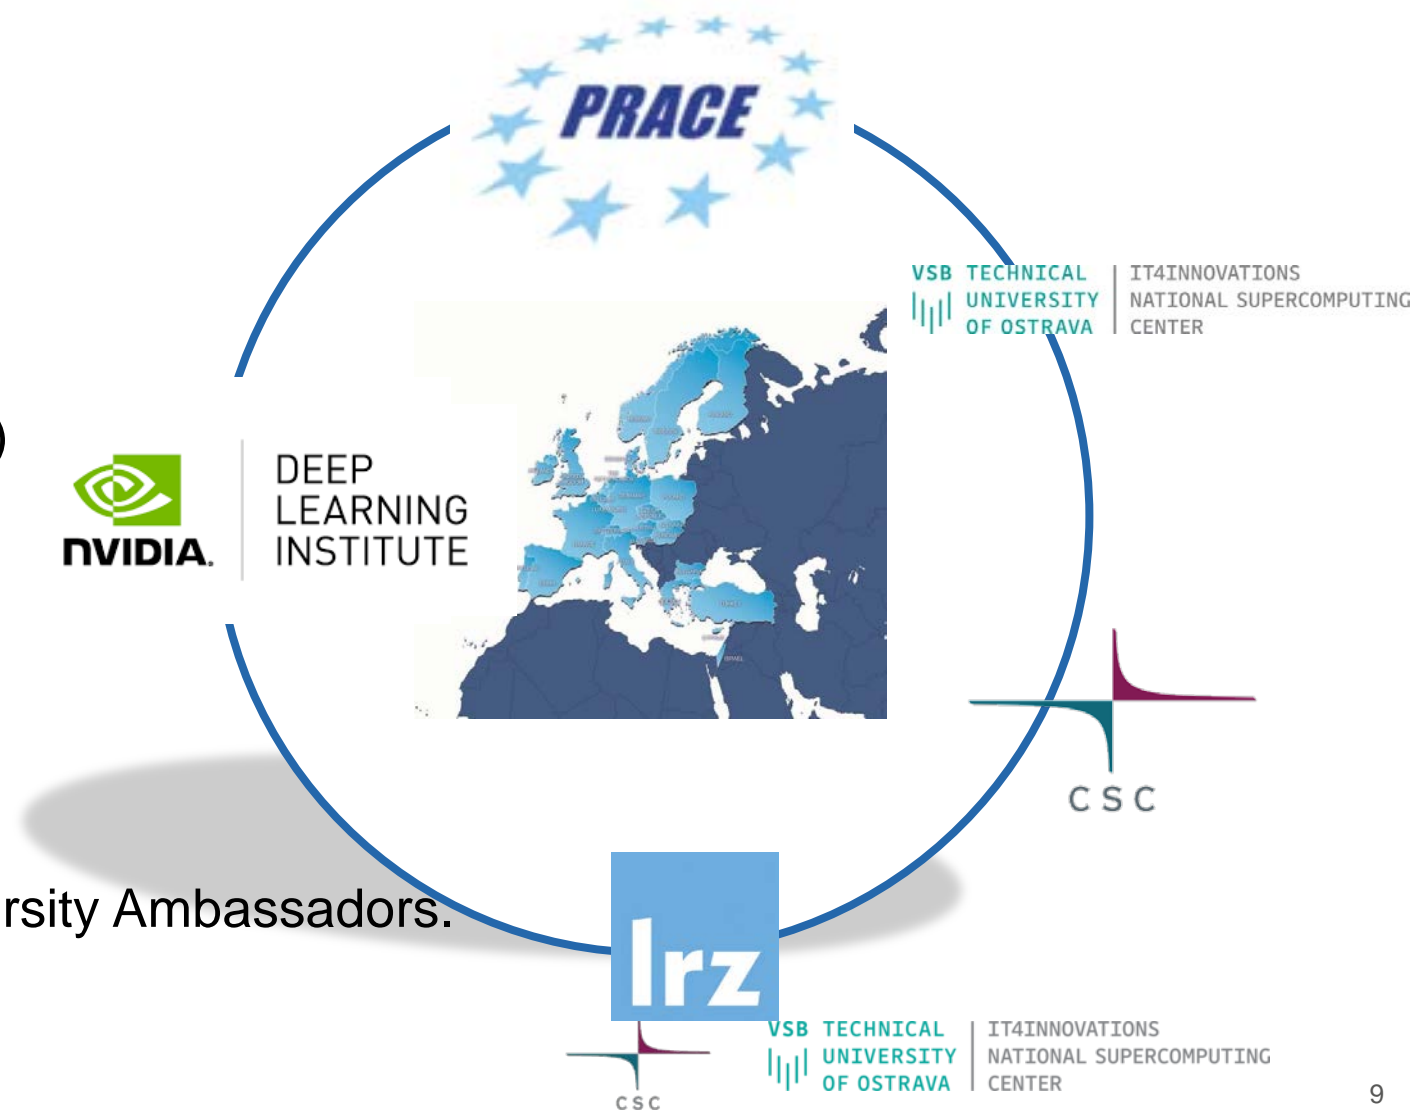 PRACE
VSB TECHNICAL
UNIVERSITY
OF OSTRAVA
IT4INNOVATIONS
NATIONAL SUPERCOMPUTING
CENTER
)
NVIDIA.
DEEP
LEARNING
INSTITUTE
ISRAEL
CSC
rsity Ambassadors.
lrz
CSC
VSB TECHNICAL
UNIVERSITY
OF OSTRAVA
IT4INNOVATIONS
NATIONAL SUPERCOMPUTING
CENTER
9